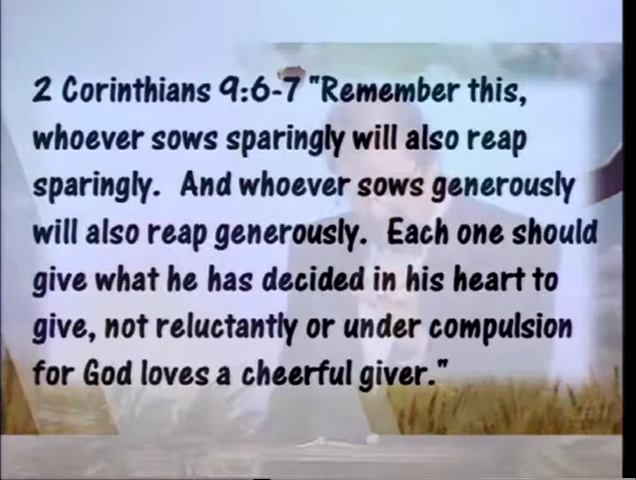 2 Corinthians 9:6-7 "Remember this,
whoever sows sparingly will also reap
sparingly. And whoever sows generously
will also reap generously. Each one should
give what he has decided in his heart to
give, not reluctantly or under compulsion
for God loves a cheerful giver."